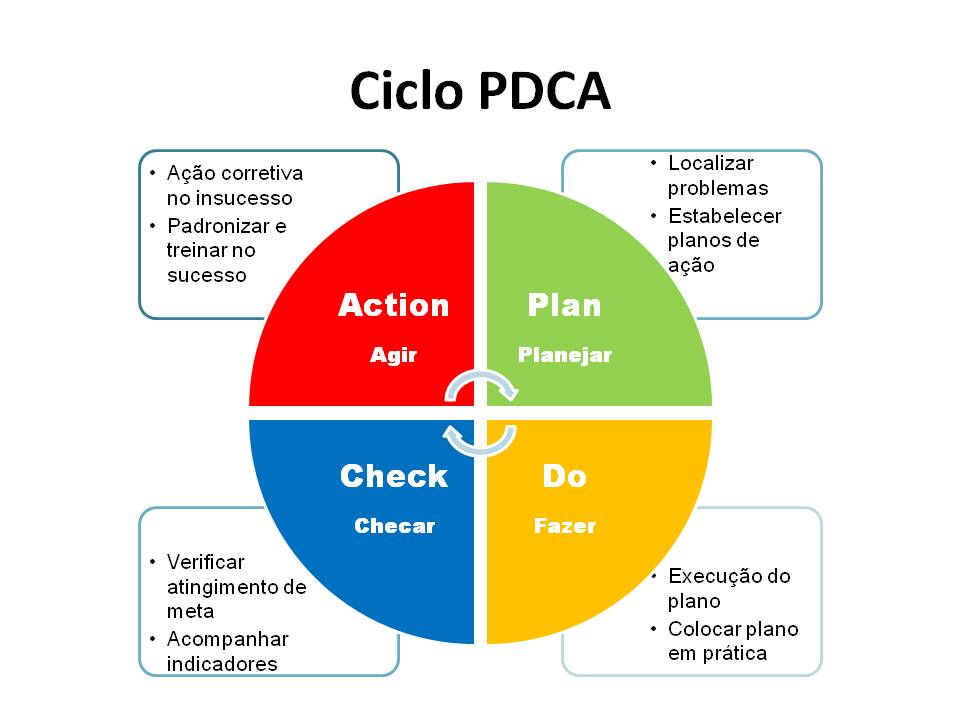 Ciclo PDCA
• Ação corretiva
no insucesso
• Padronizar e
treinar no
sucesso
• Localizar
problemas
• Estabelecer
planos de
ação
Action
Agir
Plan
Planejar
Check
Checar
Do
Fazer
• Verificar
atingimento de
meta
• Acompanhar
indicadores
• Execução do
plano
• Colocar plano
em prática